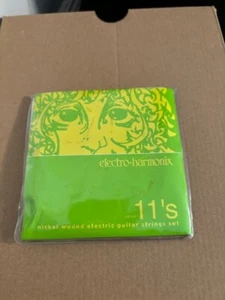 electro-harmonix
11's
nickel wound electric guitar strings set